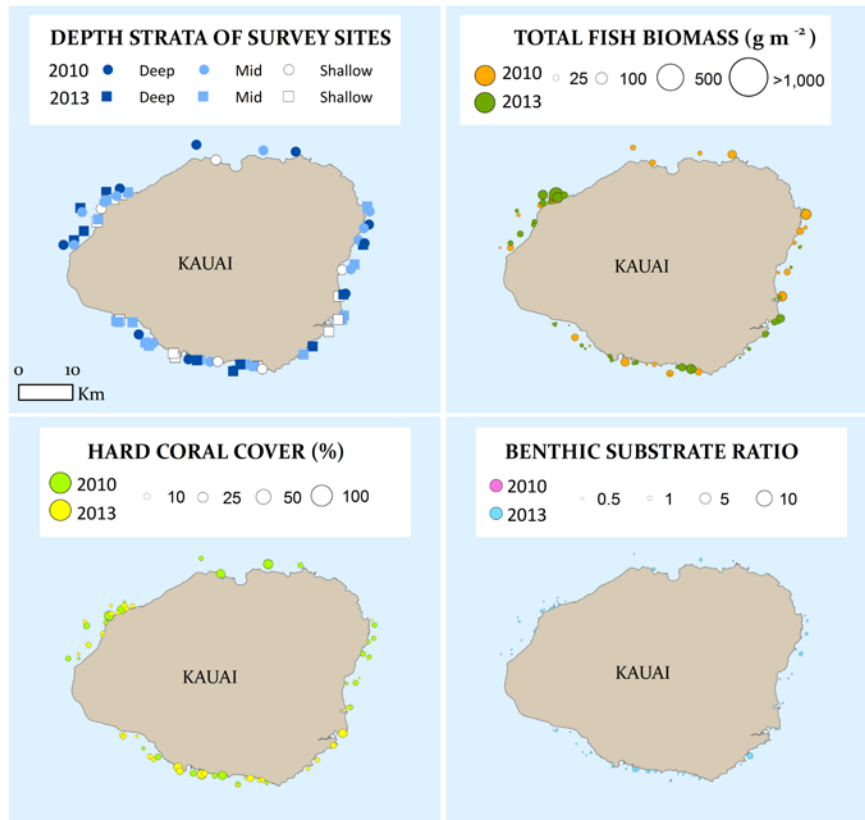 DEPTH STRATA OF SURVEY SITES
2010 Deep Mid Shallow
2013 Deep Mid Shallow
KAUAI
0 10
Km
TOTAL FISH BIOMASS (g m ⁻²)
2010 25 100 500 >1,000
2013
KAUAI
HARD CORAL COVER (%)
2010 10 25 50 100
2013
KAUAI
BENTHIC SUBSTRATE RATIO
2010 0.5 1 5 10
2013
KAUAI